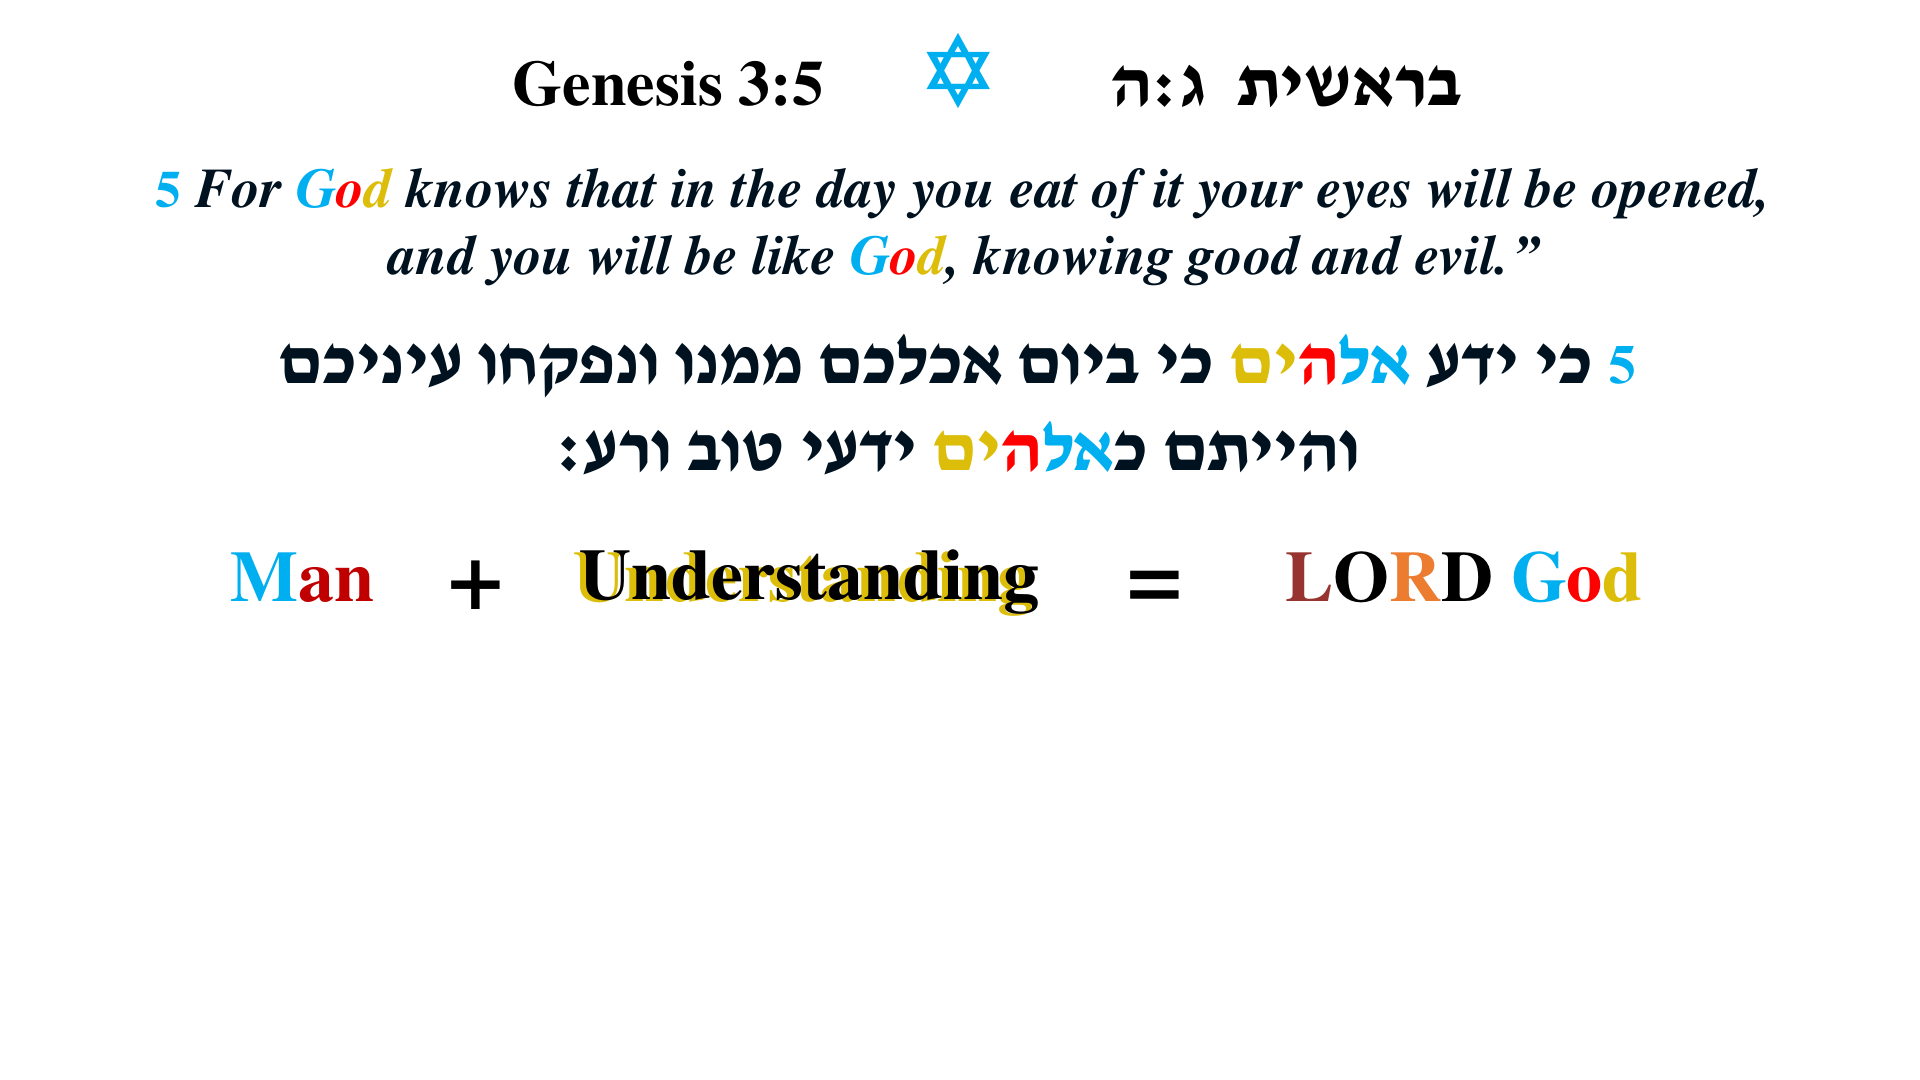 Genesis 3:5 ✡ בראשית ג:ה
5 For God knows that in the day you eat of it your eyes will be opened,
and you will be like God, knowing good and evil.”
5 כי ידע אלהים כי ביום אכלכם ממנו ונפקחו עיניכם
והייתם כאלהים ידעי טוב ורע:
Man + Understanding = LORD God